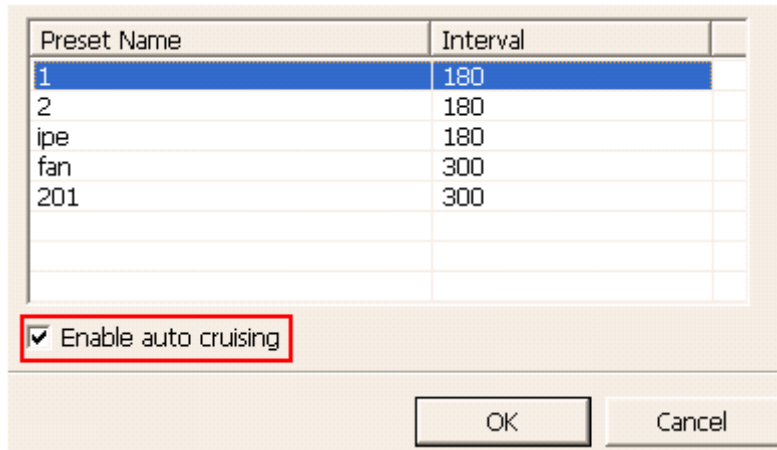 Preset Name Interval
1 180
2 180
ipe 180
fan 300
201 300
Enable auto cruising
OK Cancel